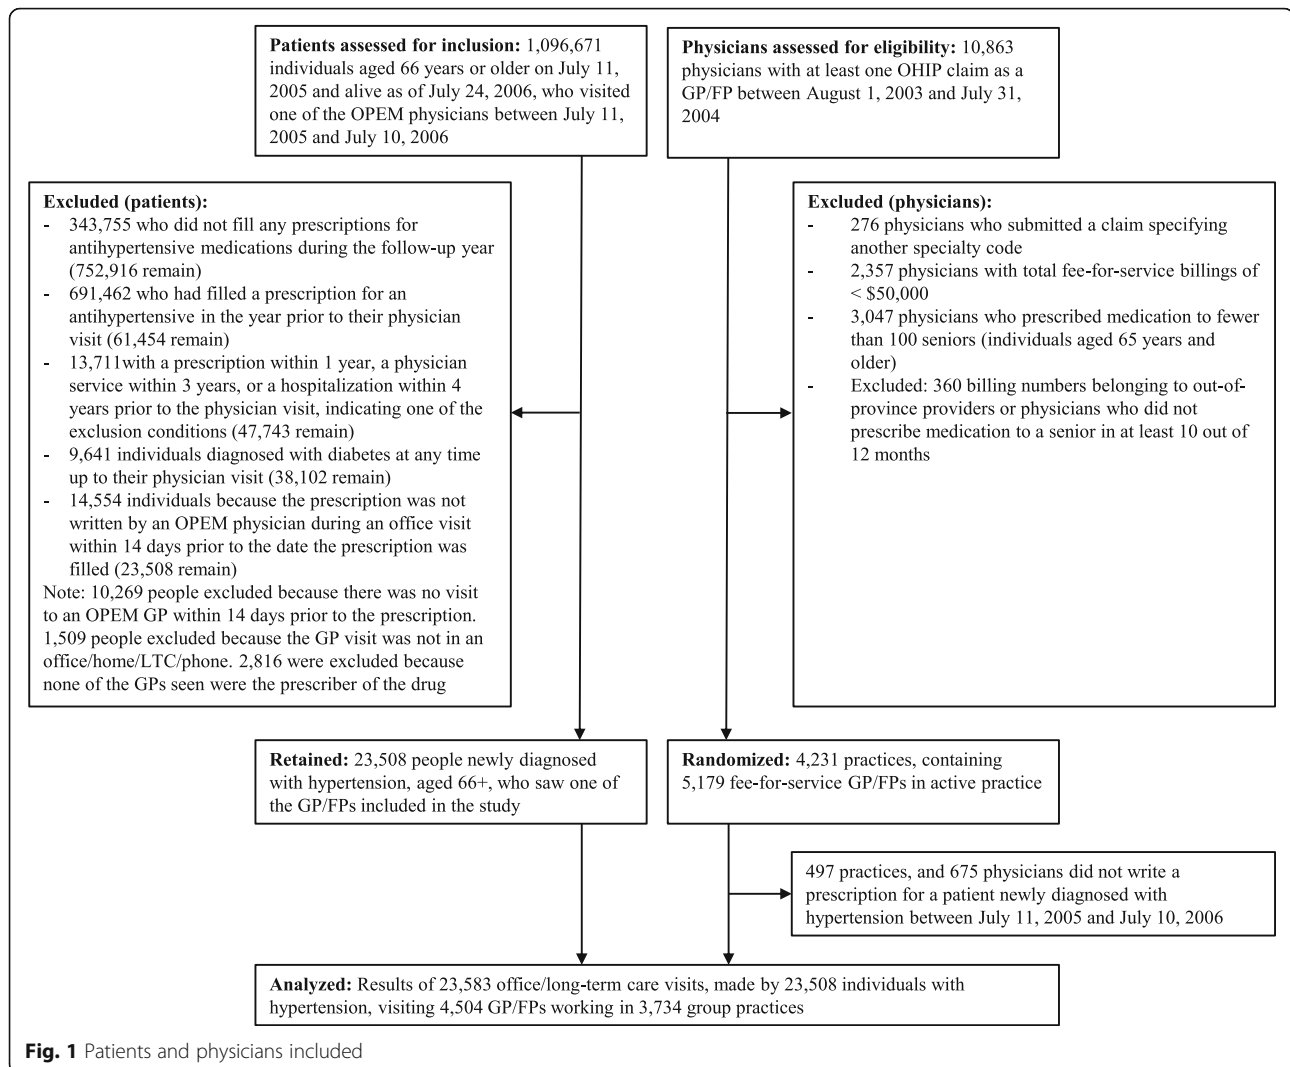 Patients assessed for inclusion: 1,096,671
individuals aged 66 years or older on July 11,
2005 and alive as of July 24, 2006, who visited
one of the OPEM physicians between July 11,
2005 and July 10, 2006
Physicians assessed for eligibility: 10,863
physicians with at least one OHIP claim as a
GP/FP between August 1, 2003 and July 31,
2004
Excluded (patients):
- 343,755 who did not fill any prescriptions for
antihypertensive medications during the follow-up year
(752,916 remain)
- 691,462 who had filled a prescription for an
antihypertensive in the year prior to their physician
visit (61,454 remain)
- 13,711with a prescription within 1 year, a physician
service within 3 years, or a hospitalization within 4
years prior to the physician visit, indicating one of the
exclusion conditions (47,743 remain)
- 9,641 individuals diagnosed with diabetes at any time
up to their physician visit (38,102 remain)
- 14,554 individuals because the prescription was not
written by an OPEM physician during an office visit
within 14 days prior to the date the prescription was
filled (23,508 remain)
Note: 10,269 people excluded because there was no visit
to an OPEM GP within 14 days prior to the prescription.
1,509 people excluded because the GP visit was not in an
office/home/LTC/phone. 2,816 were excluded because
none of the GPs seen were the prescriber of the drug
Excluded (physicians):
- 276 physicians who submitted a claim specifying
another specialty code
- 2,357 physicians with total fee-for-service billings of
< $50,000
- 3,047 physicians who prescribed medication to fewer
than 100 seniors (individuals aged 65 years and
older)
- Excluded: 360 billing numbers belonging to out-of-
province providers or physicians who did not
prescribe medication to a senior in at least 10 out of
12 months
Retained: 23,508 people newly diagnosed
with hypertension, aged 66+, who saw one of
the GP/FPs included in the study
Randomized: 4,231 practices, containing
5,179 fee-for-service GP/FPs in active practice
497 practices, and 675 physicians did not write a
prescription for a patient newly diagnosed with
hypertension between July 11, 2005 and July 10, 2006
Analyzed: Results of 23,583 office/long-term care visits, made by 23,508 individuals with
hypertension, visiting 4,504 GP/FPs working in 3,734 group practices
Fig. 1 Patients and physicians included